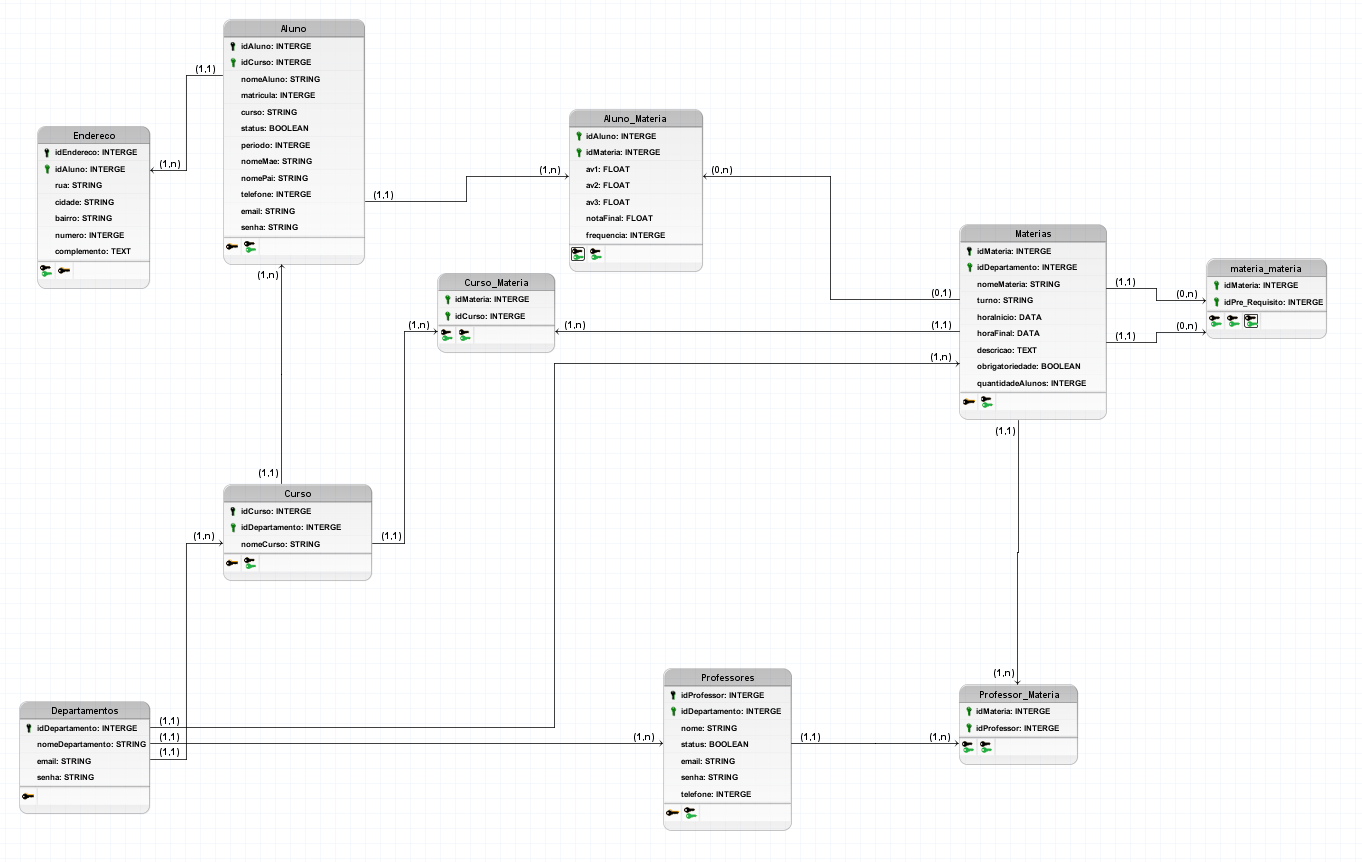 Aluno
idAluno: INTERGE
idCurso: INTERGE
nomeAluno: STRING
matricula: INTERGE
curso: STRING
status: BOOLEAN
periodo: INTERGE
nomeMae: STRING
nomePai: STRING
telefone: INTERGE
email: STRING
senha: STRING
(1,1)
(1,n)
(1,1)
(1,n)
(1,n)
(1,1)
Endereco
idEndereco: INTERGE
idAluno: INTERGE
rua: STRING
cidade: STRING
bairro: STRING
numero: INTERGE
complemento: TEXT
Aluno_Materia
idAluno: INTERGE
idMateria: INTERGE
av1: FLOAT
av2: FLOAT
av3: FLOAT
notaFinal: FLOAT
frequencia: INTERGE
(0,n)
(0,1)
Curso_Materia
idMateria: INTERGE
idCurso: INTERGE
(1,n)
(1,n)
(1,1)
(1,n)
Materias
idMateria: INTERGE
idDepartamento: INTERGE
nomeMateria: STRING
turno: STRING
horaInicio: DATA
horaFinal: DATA
descricao: TEXT
obrigatoriedade: BOOLEAN
quantidadeAlunos: INTERGE
(1,1)
(0,n)
(1,1)
(0,n)
materia_materia
idMateria: INTERGE
idPre_Requisito: INTERGE
(1,1)
(1,n)
Curso
idCurso: INTERGE
idDepartamento: INTERGE
nomeCurso: STRING
(1,n)
(1,1)
Departamentos
idDepartamento: INTERGE
nomeDepartamento: STRING
email: STRING
senha: STRING
(1,1)
(1,1)
(1,1)
(1,n)
Professores
idProfessor: INTERGE
idDepartamento: INTERGE
nome: STRING
status: BOOLEAN
email: STRING
senha: STRING
telefone: INTERGE
(1,1)
(1,n)
Professor_Materia
idMateria: INTERGE
idProfessor: INTERGE